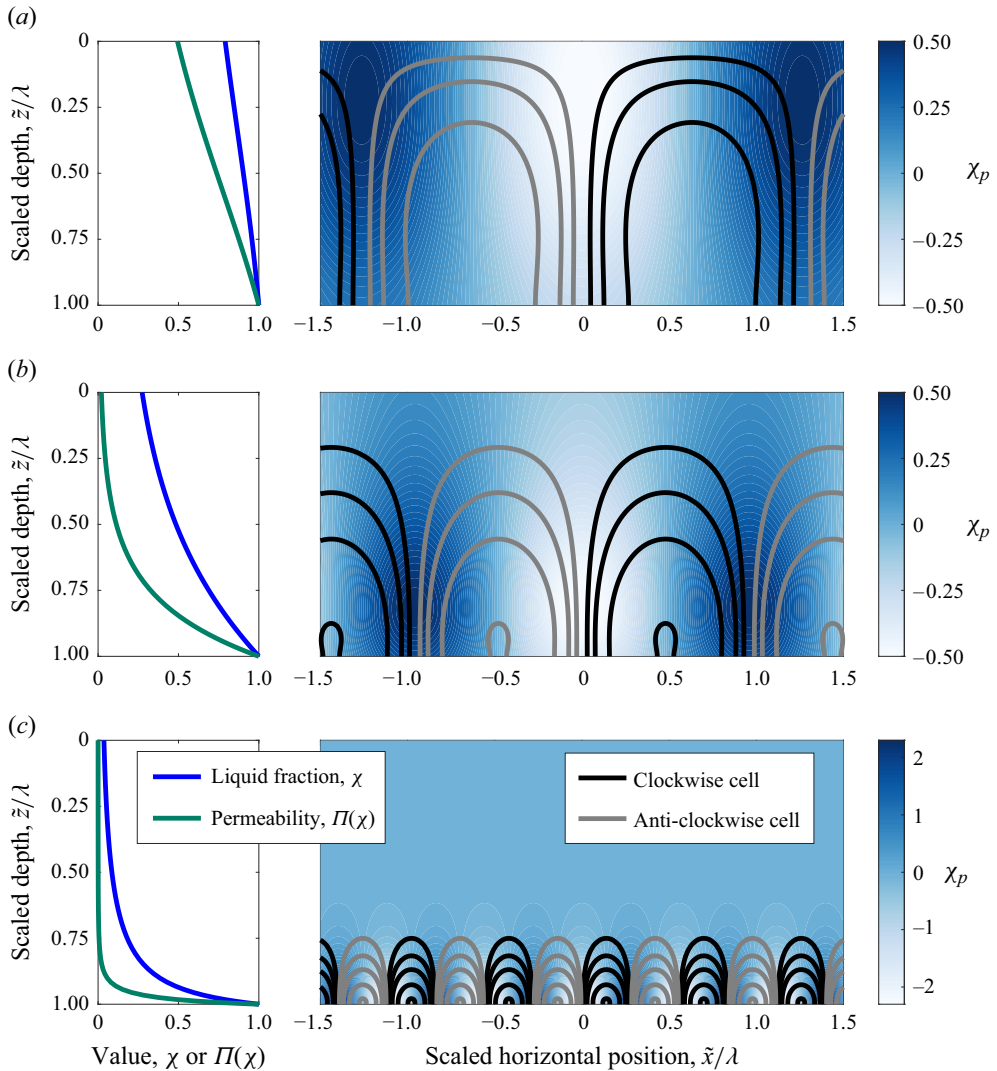 (a)
0
0.25
0.50
0.75
1.00
Scaled depth, z̃/λ
0 0.5 1.0
−1.5 −1.0 −0.5 0 0.5 1.0 1.5
0.50
0.25
0
−0.25
−0.50
χp
(b)
0
0.25
0.50
0.75
1.00
Scaled depth, z̃/λ
0 0.5 1.0
−1.5 −1.0 −0.5 0 0.5 1.0 1.5
0.50
0.25
0
−0.25
−0.50
χp
(c)
0
0.25
0.50
0.75
1.00
Scaled depth, z̃/λ
Liquid fraction, χ
Permeability, Π(χ)
Clockwise cell
Anti-clockwise cell
0 0.5 1.0
Value, χ or Π(χ)
−1.5 −1.0 −0.5 0 0.5 1.0 1.5
Scaled horizontal position, x̃/λ
2
1
0
−1
−2
χp